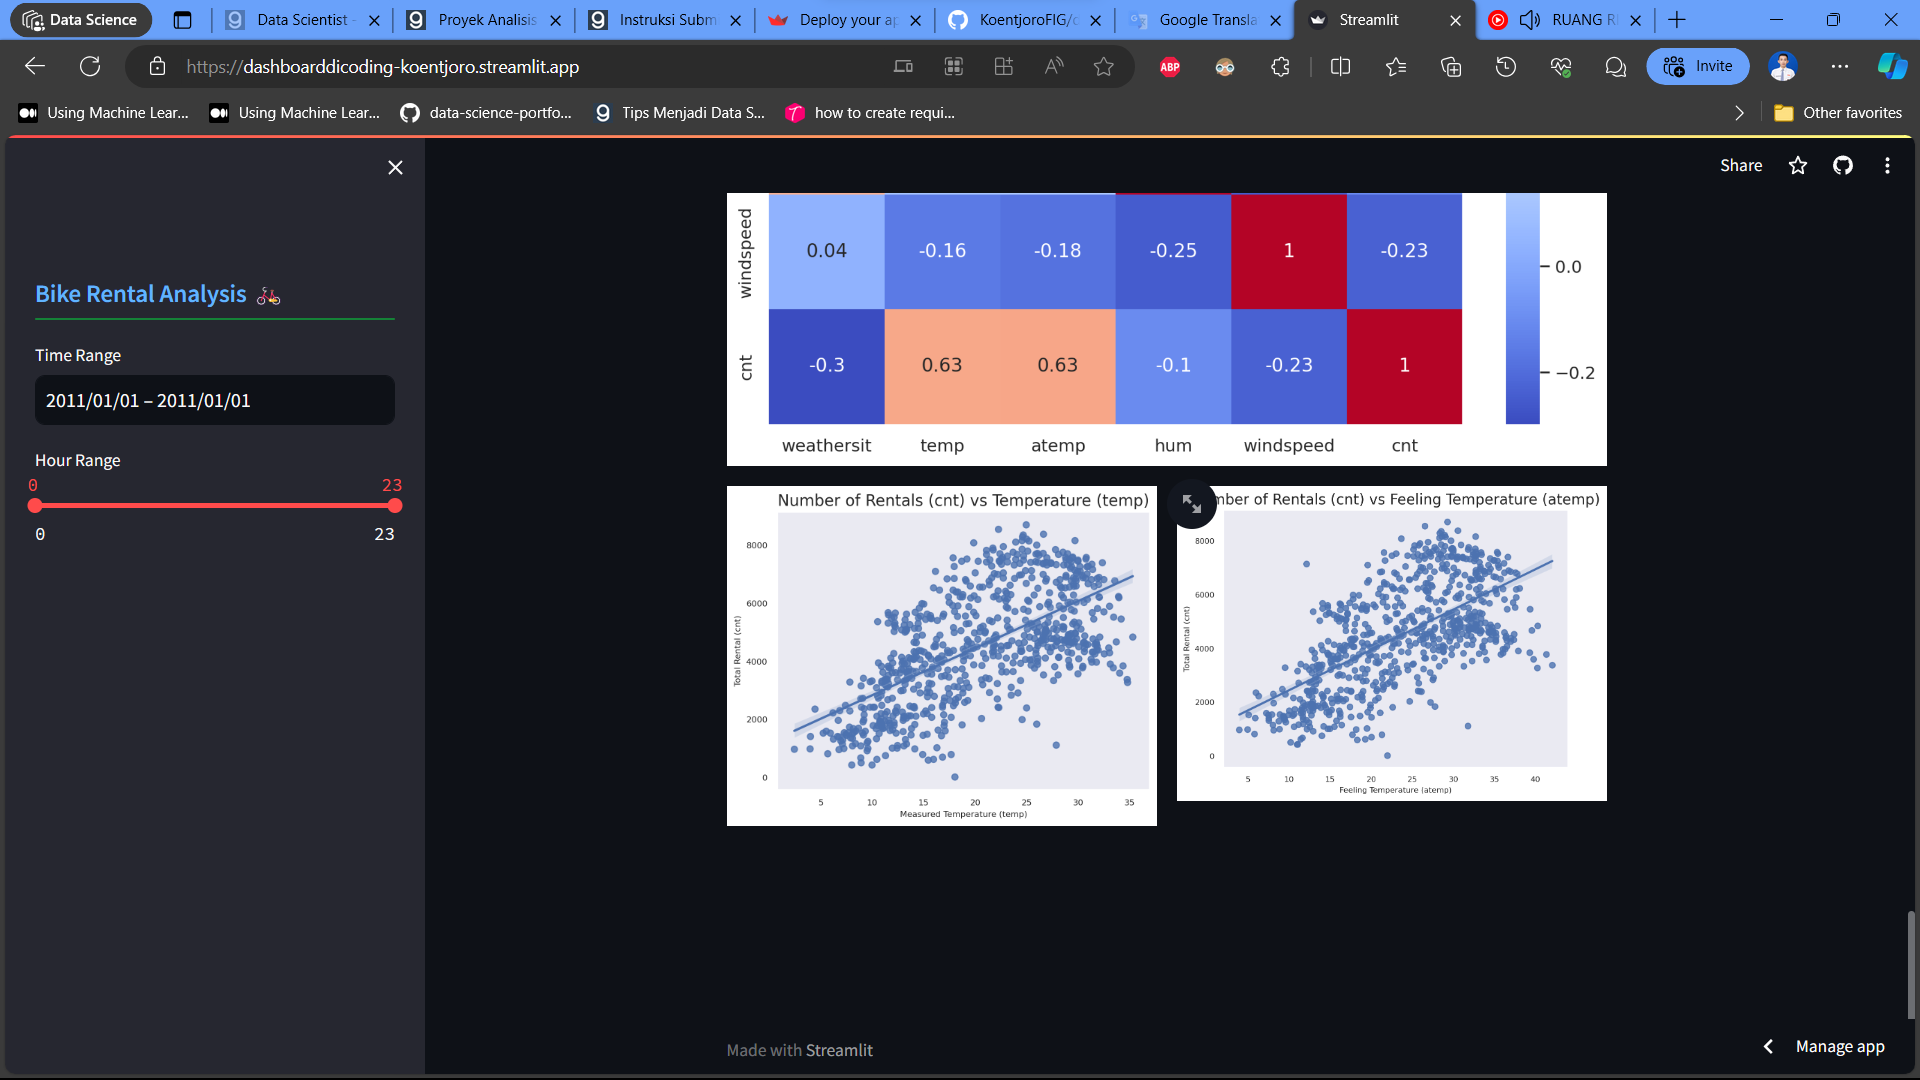 Data Science
Data Scientist -
Proyek Analisis
Instruksi Subm
Deploy your ap
KoentjoroFIG/c
Google Transla
Streamlit
RUANG R
https://dashboarddicoding-koentjoro.streamlit.app
ABP
Invite
Using Machine Lear...
Using Machine Lear...
data-science-portfo...
Tips Menjadi Data S...
how to create requi...
Other favorites
Share
Bike Rental Analysis
Time Range
2011/01/01 – 2011/01/01
Hour Range
0 23
0 23
windspeed 0.04 -0.16 -0.18 -0.25 1 -0.23
cnt -0.3 0.63 0.63 -0.1 -0.23 1
weathersit temp atemp hum windspeed cnt
0.0
−0.2
Number of Rentals (cnt) vs Temperature (temp)
Total Rental (cnt)
8000
6000
4000
2000
0
5 10 15 20 25 30 35
Measured Temperature (temp)
mber of Rentals (cnt) vs Feeling Temperature (atemp)
Total Rental (cnt)
8000
6000
4000
2000
0
5 10 15 20 25 30 35 40
Feeling Temperature (atemp)
Made with Streamlit
Manage app